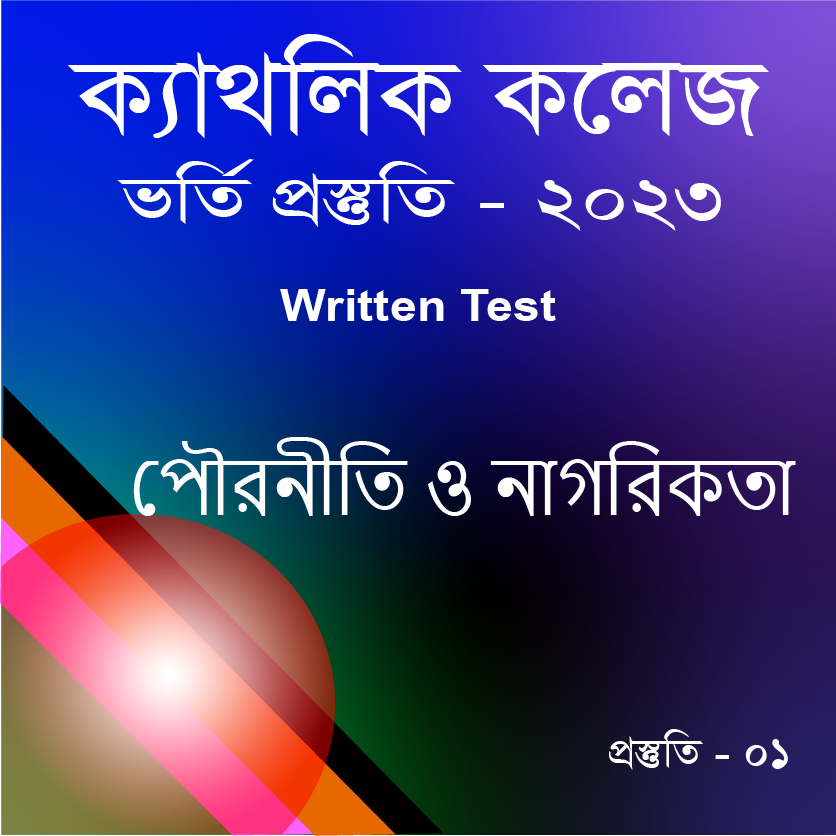 ক্যাথলিক কলেজ
ভর্তি প্রস্তুতি - ২০২৩
Written Test
পৌরনীতি ও নাগরিকতা
প্রস্তুতি - ০১